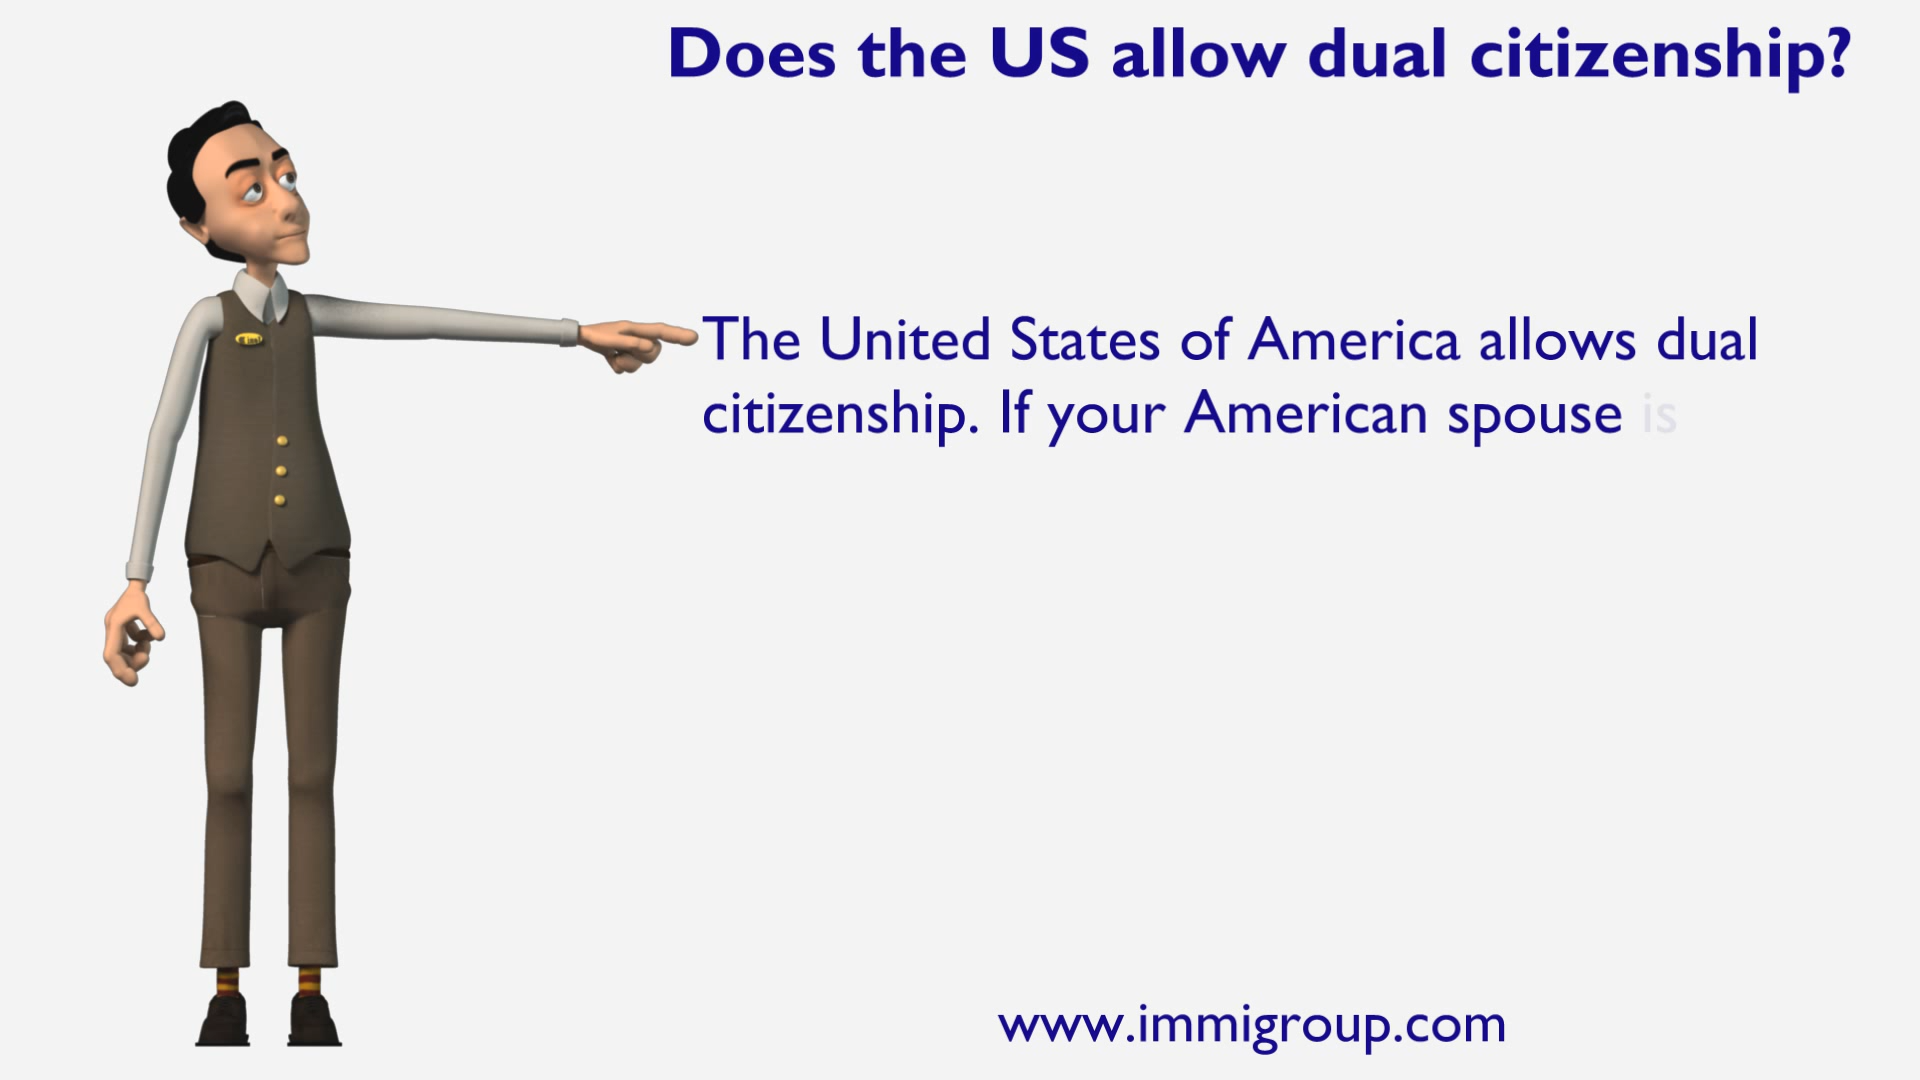 Does the US allow dual citizenship?
The United States of America allows dual
citizenship. If your American spouse is
www.immigroup.com